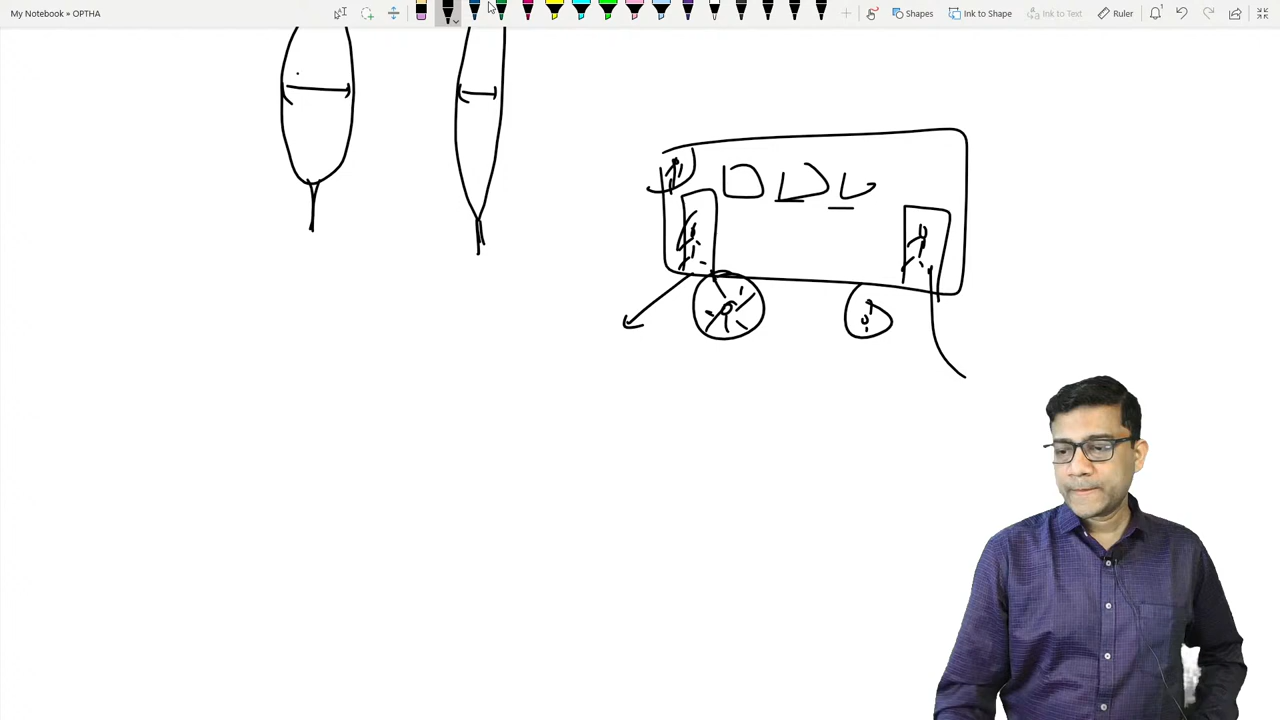 My Notebook » OPTHA
Shapes
Ink to Shape
Ink to Text
Ruler